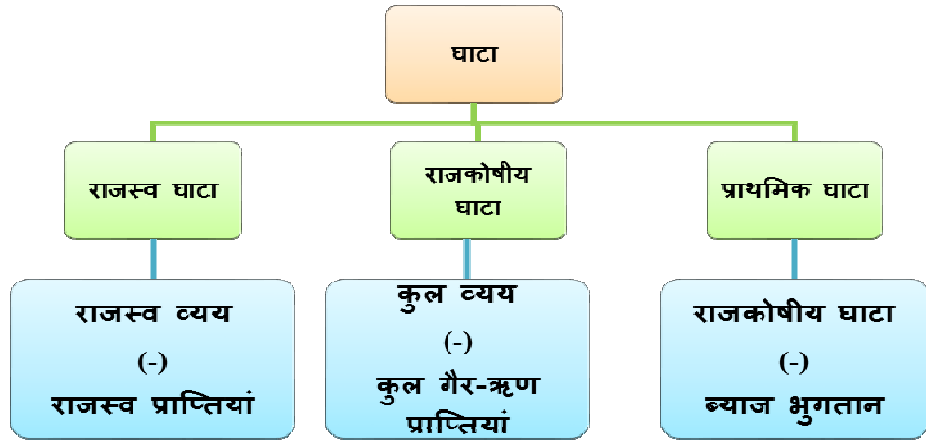 घाटा
राजस्व घाटा
राजकोषीय
घाटा
प्राथमिक घाटा
राजस्व व्यय
(-)
राजस्व प्राप्तियां
कुल व्यय
(-)
कुल गैर-ऋण
प्राप्तियां
राजकोषीय घाटा
(-)
ब्याज भुगतान